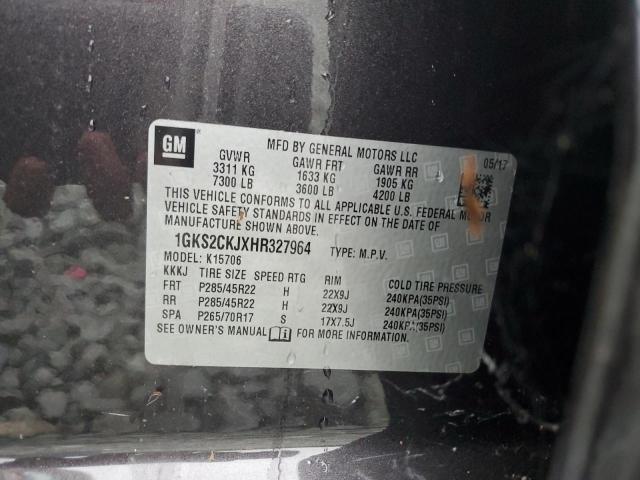 GM
MFD BY GENERAL MOTORS LLC 05/17
GVWR GAWR FRT GAWR RR
3311 KG 1633 KG 1905 KG
7300 LB 3600 LB 4200 LB
THIS VEHICLE CONFORMS TO ALL APPLICABLE U.S. FEDERAL MOTOR
VEHICLE SAFETY STANDARDS IN EFFECT ON THE DATE OF
MANUFACTURE SHOWN ABOVE.
1GKS2CKJXHR327964 TYPE: M.P.V.
MODEL: K15706
KKKJ TIRE SIZE SPEED RTG RIM COLD TIRE PRESSURE
FRT P285/45R22 H 22X9J 240KPA(35PSI)
RR P285/45R22 H 22X9J 240KPA(35PSI)
SPA P265/70R17 S 17X7.5J 240KPA(35PSI)
SEE OWNER'S MANUAL FOR MORE INFORMATION.